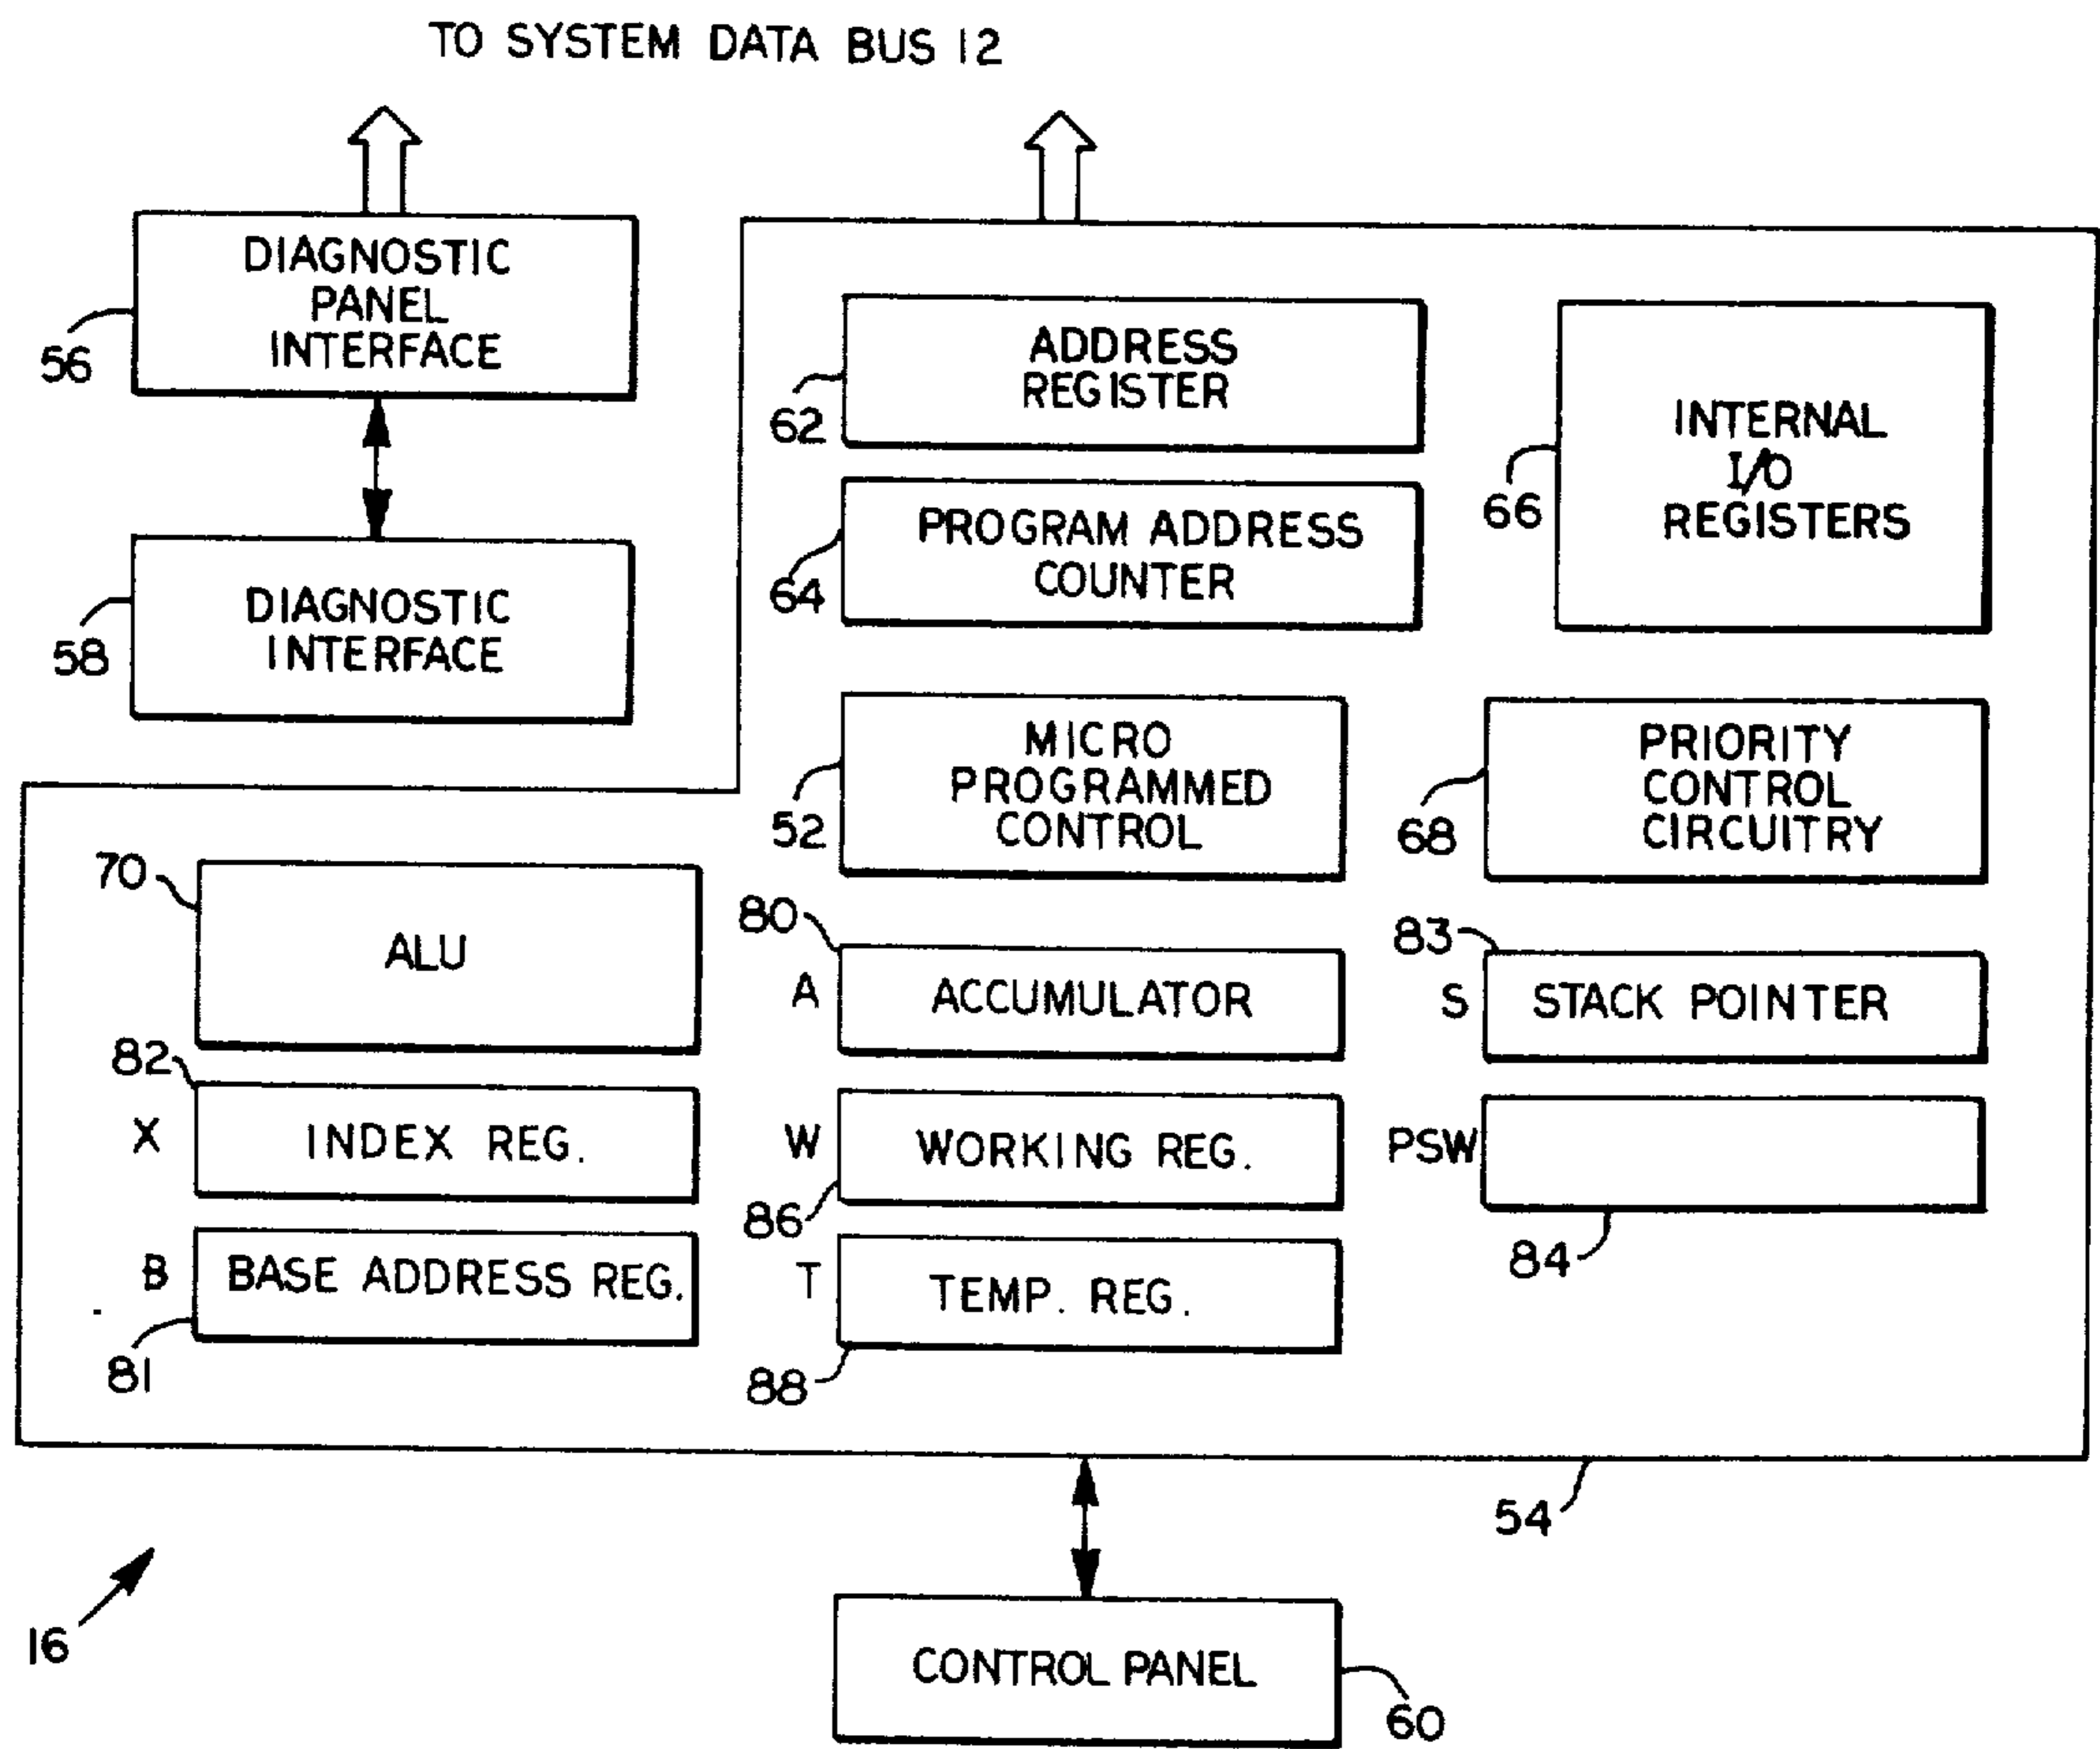 TO SYSTEM DATA BUS 12
DIAGNOSTIC
PANEL
INTERFACE
56
DIAGNOSTIC
INTERFACE
58
ADDRESS
REGISTER
62
PROGRAM ADDRESS
COUNTER
64
INTERNAL
I/O
REGISTERS
66
MICRO
PROGRAMMED
CONTROL
52
PRIORITY
CONTROL
CIRCUITRY
68
70
ALU
80
A
ACCUMULATOR
83
S
STACK POINTER
82
X
INDEX REG.
W
WORKING REG.
86
PSW
84
B
BASE ADDRESS REG.
81
T
TEMP. REG.
88
54
16
CONTROL PANEL
60